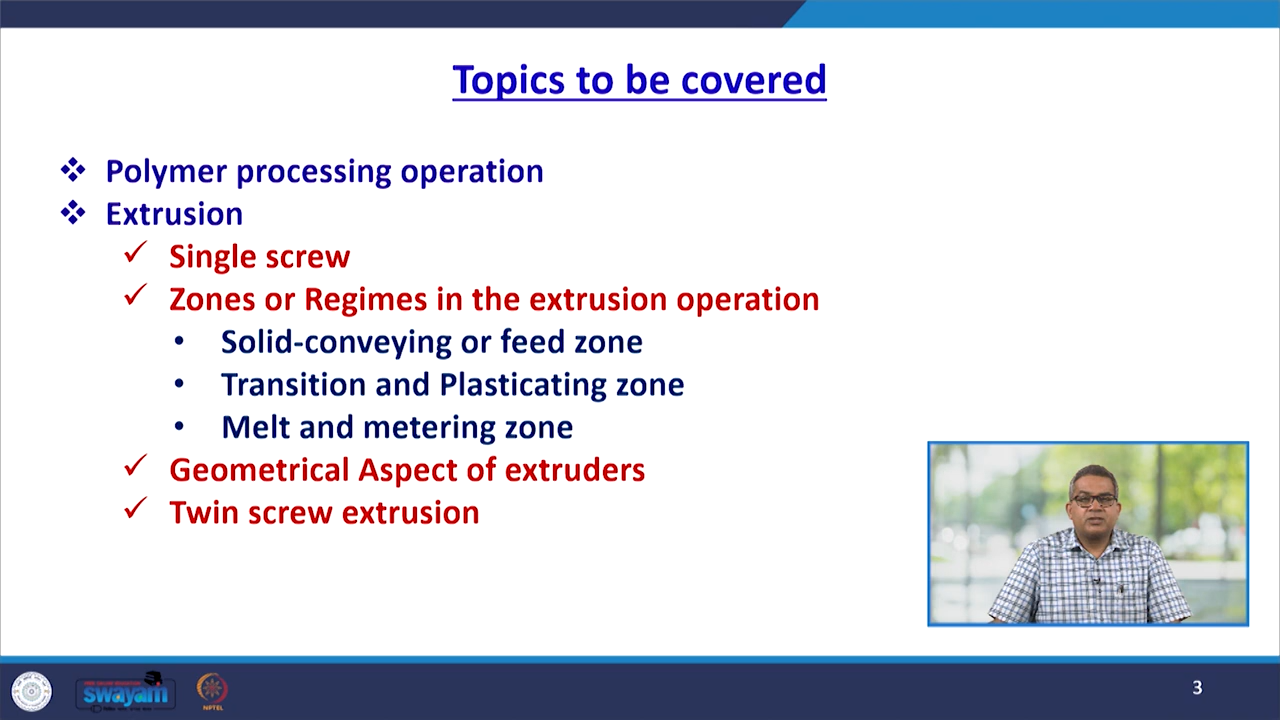 Topics to be covered
❖ Polymer processing operation
❖ Extrusion
✓ Single screw
✓ Zones or Regimes in the extrusion operation
• Solid-conveying or feed zone
• Transition and Plasticating zone
• Melt and metering zone
✓ Geometrical Aspect of extruders
✓ Twin screw extrusion
swayam
NPTEL
3